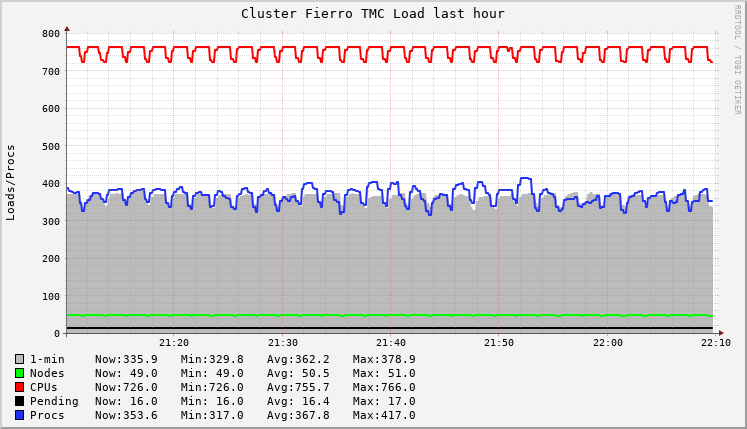 Cluster Fierro TMC Load last hour
RRDTOOL / TOBI OETIKER
Loads/Procs
800
700
600
500
400
300
200
100
0
21:20 21:30 21:40 21:50 22:00 22:10
1-min Now:335.9 Min:329.8 Avg:362.2 Max:378.9
Nodes Now: 49.0 Min: 49.0 Avg: 50.5 Max: 51.0
CPUs Now:726.0 Min:726.0 Avg:755.7 Max:766.0
Pending Now: 16.0 Min: 16.0 Avg: 16.4 Max: 17.0
Procs Now:353.6 Min:317.0 Avg:367.8 Max:417.0